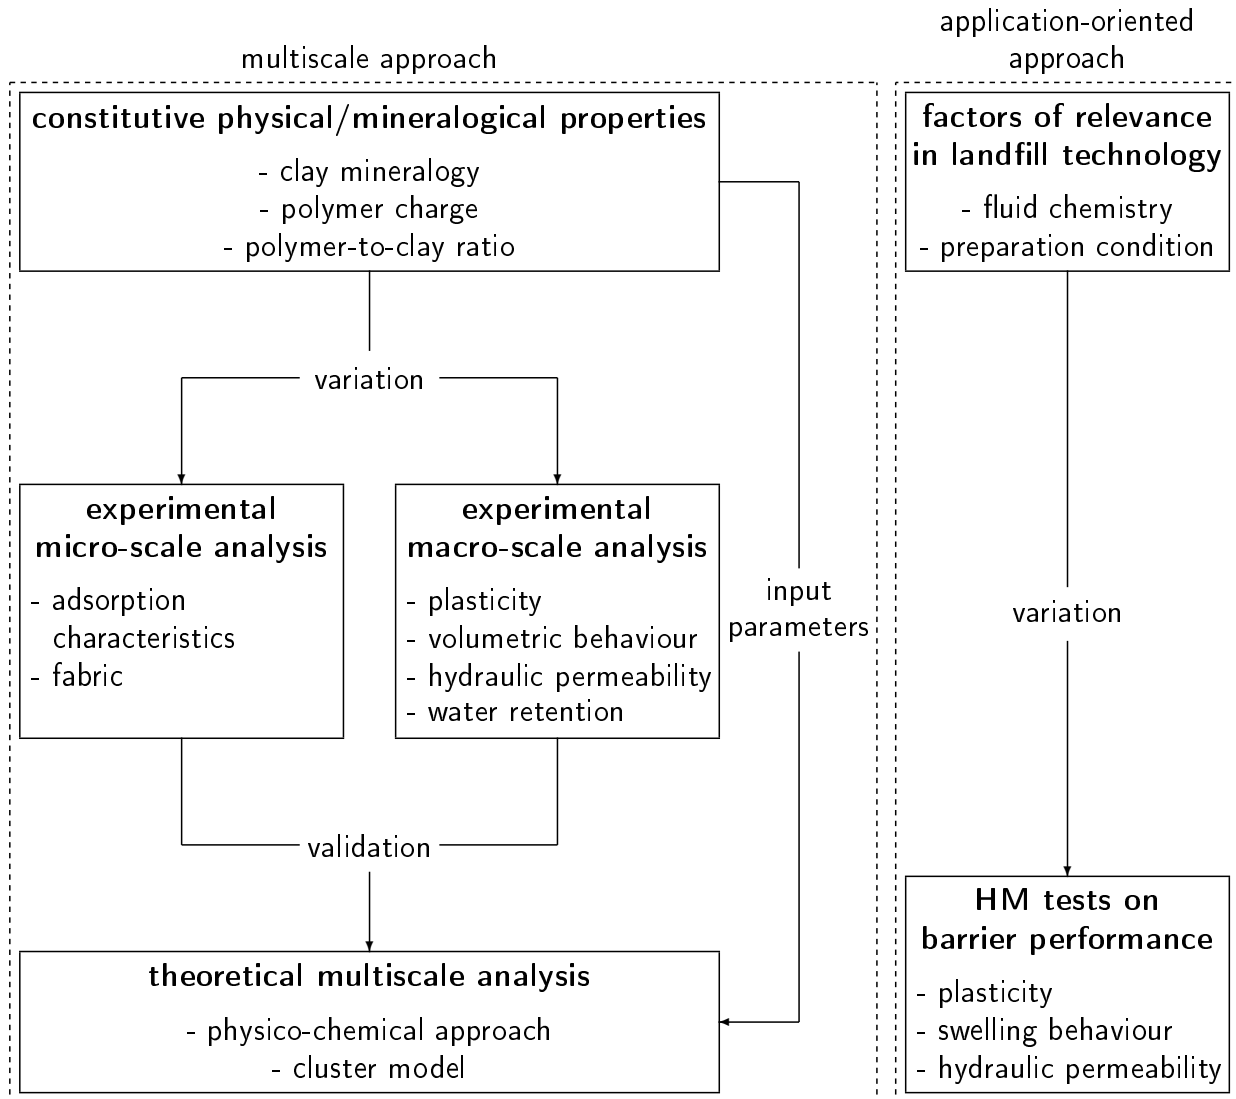 multiscale approach
constitutive physical/mineralogical properties
- clay mineralogy
- polymer charge
- polymer-to-clay ratio
variation
experimental
micro-scale analysis
- adsorption
characteristics
- fabric
experimental
macro-scale analysis
- plasticity
- volumetric behaviour
- hydraulic permeability
- water retention
input
parameters
validation
theoretical multiscale analysis
- physico-chemical approach
- cluster model
application-oriented
approach
factors of relevance
in landfill technology
- fluid chemistry
- preparation condition
variation
HM tests on
barrier performance
- plasticity
- swelling behaviour
- hydraulic permeability